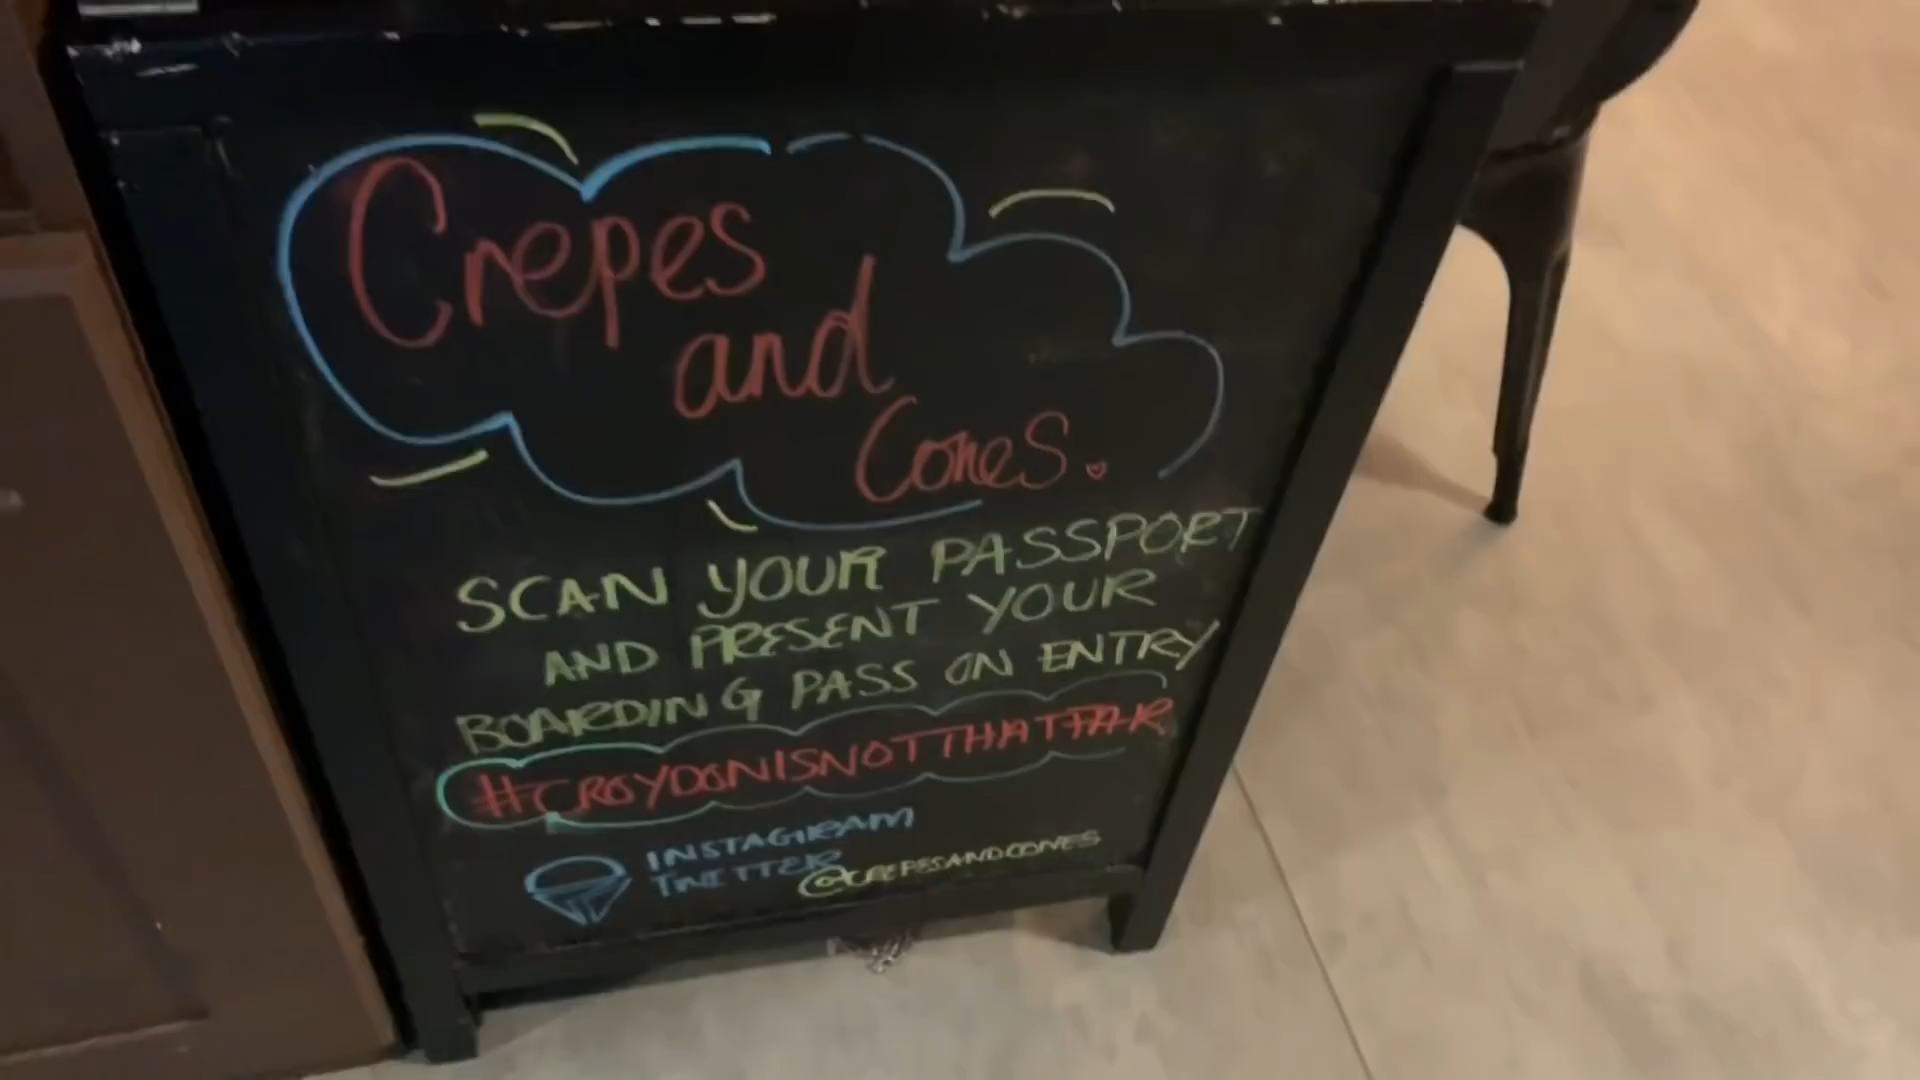 Crepes
and
Cones.
SCAN YOUR PASSPORT
AND PRESENT YOUR
BOARDING PASS ON ENTRY
#CROYDONISNOTTHATFAR
INSTAGRAM
TWITTER
@CREPESANDCONES